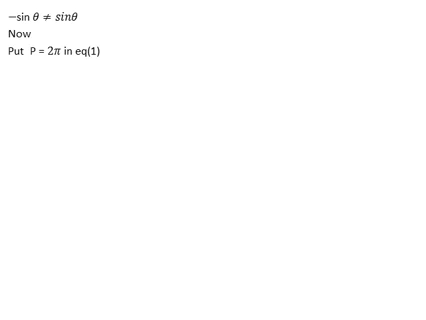 −sin θ ≠ sinθ
Now
Put P = 2π in eq(1)